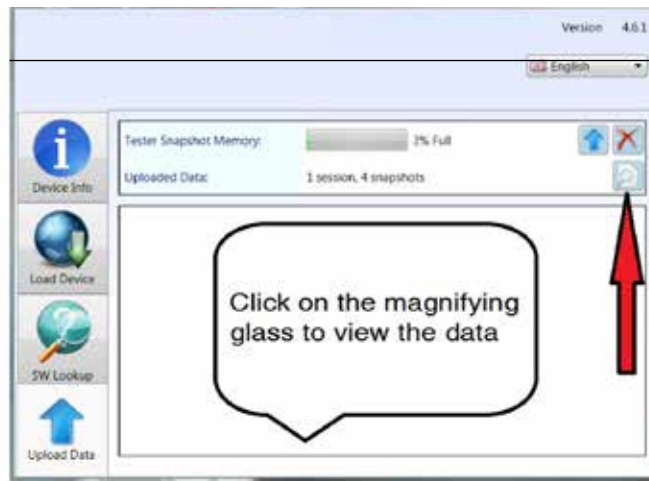 Version 4.6.1
English
Device Info
Tester Snapshot Memory: 3% Full
Uploaded Data: 1 session, 4 snapshots
Load Device
Click on the magnifying
glass to view the data
SW Lookup
Upload Data